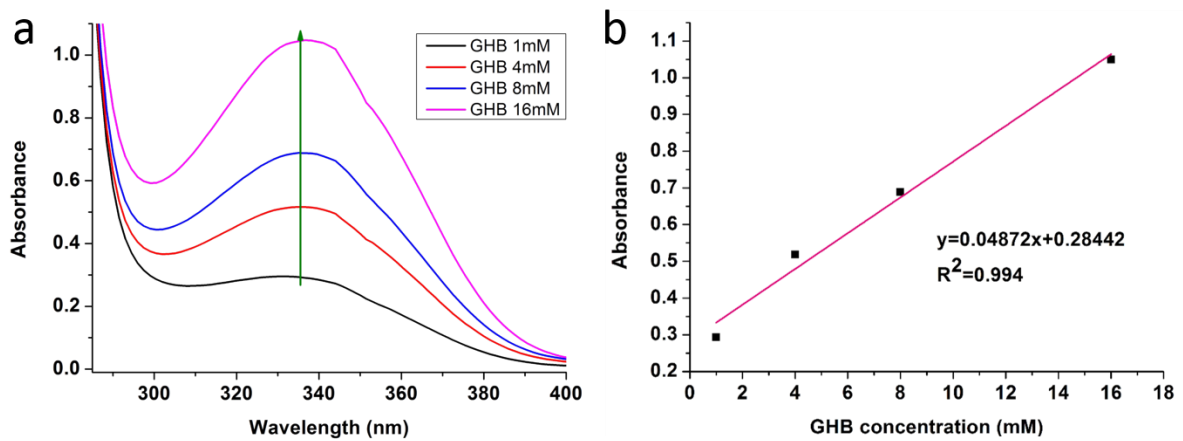 a
Absorbance
1.0
0.8
0.6
0.4
0.2
0.0
300
320
340
360
380
400
Wavelength (nm)
GHB 1mM
GHB 4mM
GHB 8mM
GHB 16mM
b
Absorbance
1.1
1.0
0.9
0.8
0.7
0.6
0.5
0.4
0.3
0.2
0
2
4
6
8
10
12
14
16
18
GHB concentration (mM)
y=0.04872x+0.28442
R²=0.994